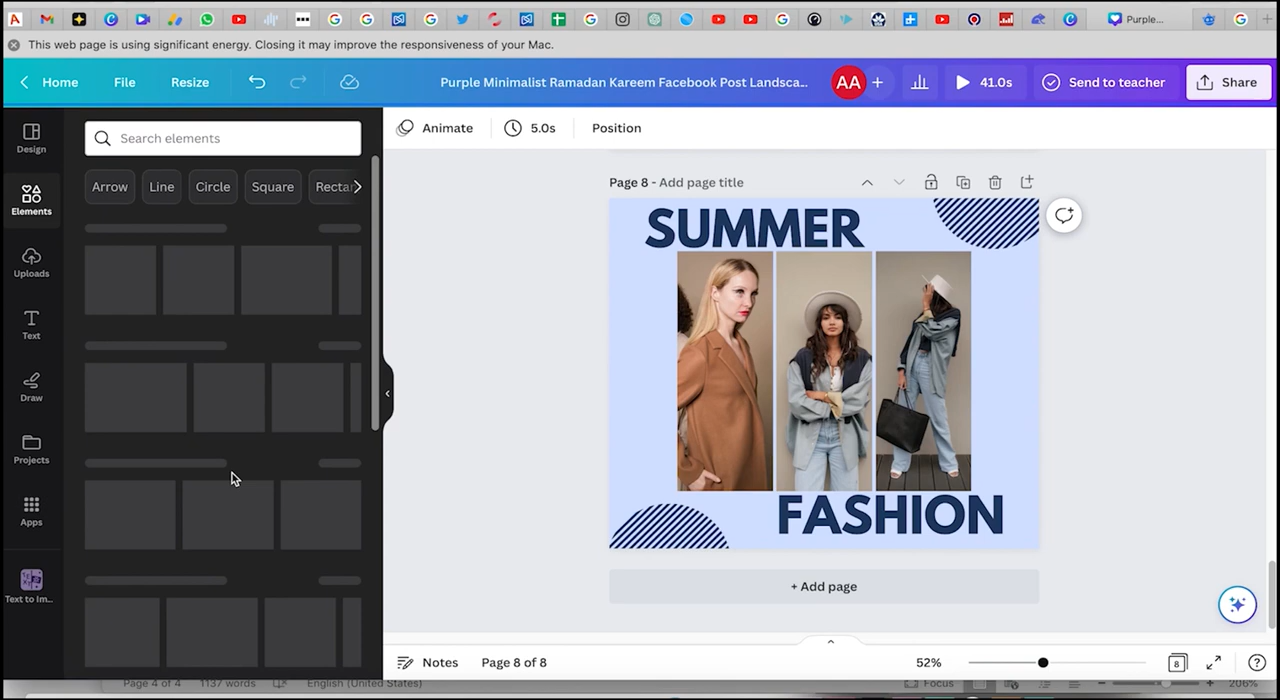 Purple...
This web page is using significant energy. Closing it may improve the responsiveness of your Mac.
Home File Resize Purple Minimalist Ramadan Kareem Facebook Post Landsca... AA + 41.0s Send to teacher Share
Design
Elements
Uploads
Text
Draw
Projects
Apps
Text to Im...
Search elements
Arrow Line Circle Square Rectan
Animate 5.0s Position
Page 8 - Add page title
SUMMER
FASHION
+ Add page
Notes Page 8 of 8 52% 8 ?
Page 4 of 4 1137 words English (United States) Focus 206%